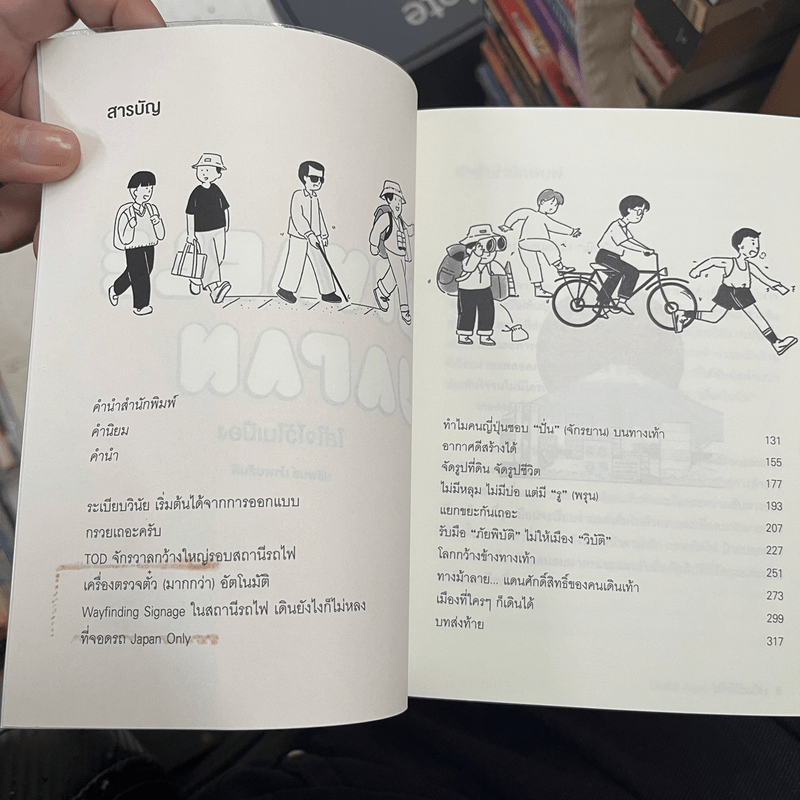 สารบัญ
คำนำสำนักพิมพ์
คำนิยม
คำนำ
ระเบียบวินัย เริ่มต้นได้จากการออกแบบ
กรวยเถอะครับ
TOD จักรวาลกว้างใหญ่รอบสถานีรถไฟ
เครื่องตรวจตั๋ว (มากกว่า) อัตโนมัติ
Wayfinding Signage ในสถานีรถไฟ เดินยังไงก็ไม่หลง
ที่จอดรถ Japan Only
ทำไมคนญี่ปุ่นชอบ “ปั่น” (จักรยาน) บนทางเท้า 131
อากาศดีสร้างได้ 155
จัดรูปที่ดิน จัดรูปชีวิต 177
ไม่มีหลุม ไม่มีบ่อ แต่มี “รู” (พรุน) 193
แยกขยะกันเถอะ 207
รับมือ “ภัยพิบัติ” ไม่ให้เมือง “วิบัติ” 227
โลกกว้างข้างทางเท้า 251
ทางม้าลาย... แดนศักดิ์สิทธิ์ของคนเดินเท้า 273
เมืองที่ใครๆ ก็เดินได้ 299
บทส่งท้าย 317
ote